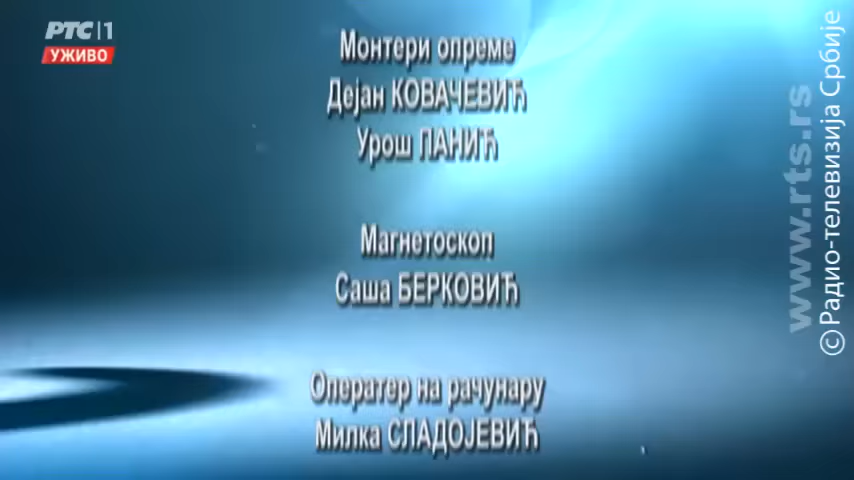 РТС|1
УЖИВО
Монтери опреме
Дејан КОВАЧЕВИЋ
Урош ПАНИЋ
Магнетоскоп
Саша БЕРКОВИЋ
Оператер на рачунару
Милка СЛАДОЈЕВИЋ
www.rts.rs
© Радио-телевизија Србије